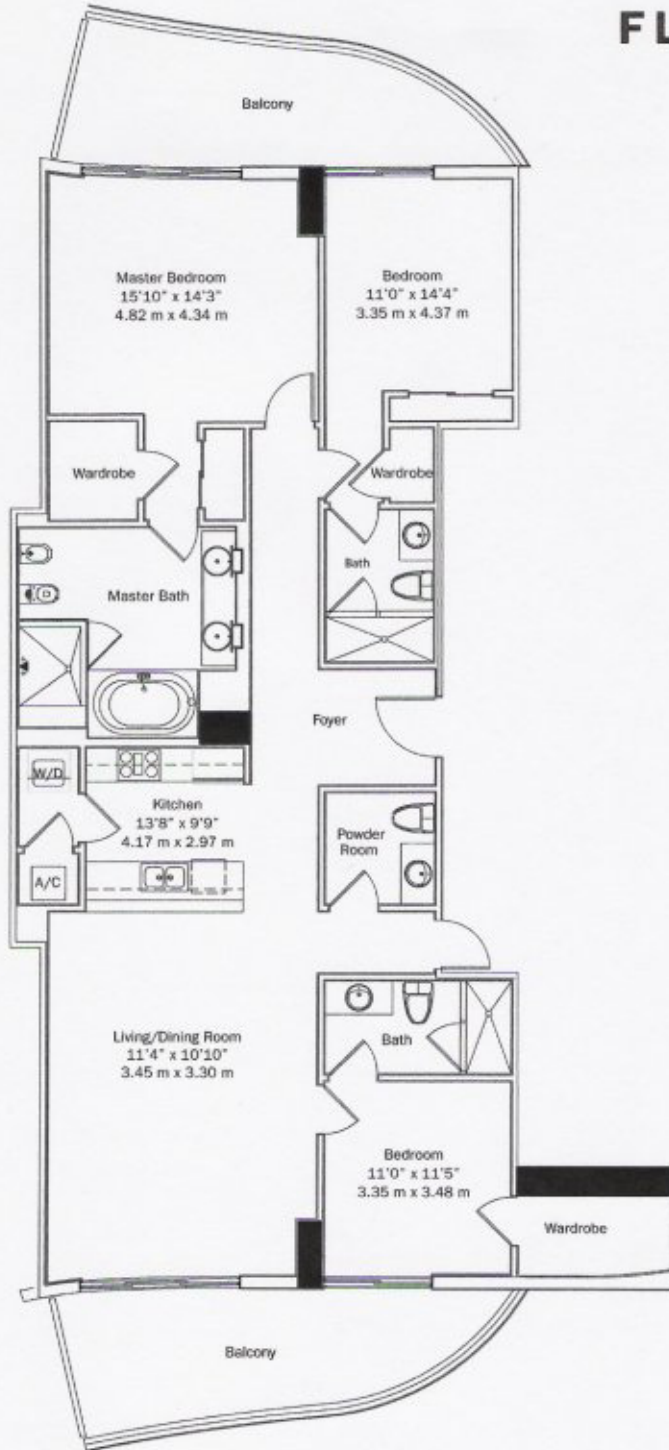 FL
Balcony
Master Bedroom
15'10" x 14'3"
4.82 m x 4.34 m
Bedroom
11'0" x 14'4"
3.35 m x 4.37 m
Wardrobe
Wardrobe
Bath
Master Bath
Foyer
W/D
Kitchen
13'8" x 9'9"
4.17 m x 2.97 m
Powder
Room
A/C
Living/Dining Room
11'4" x 10'10"
3.45 m x 3.30 m
Bath
Bedroom
11'0" x 11'5"
3.35 m x 3.48 m
Wardrobe
Balcony